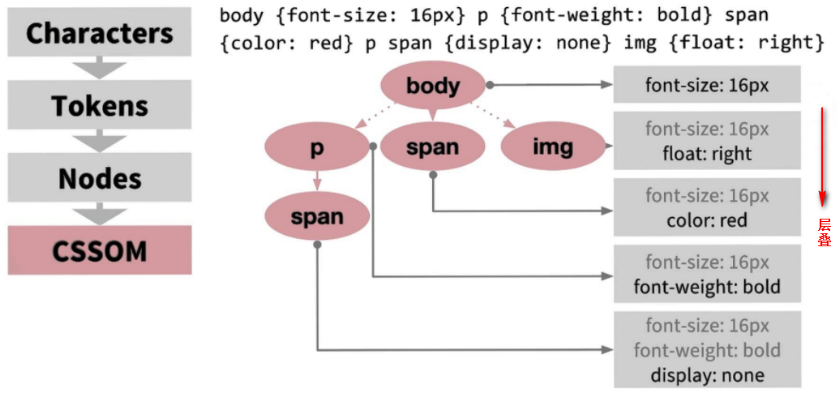 Characters
Tokens
Nodes
CSSOM
body {font-size: 16px} p {font-weight: bold} span
{color: red} p span {display: none} img {float: right}
body
font-size: 16px
p
span
img
font-size: 16px
float: right
span
font-size: 16px
color: red
font-size: 16px
font-weight: bold
font-size: 16px
font-weight: bold
display: none
层叠